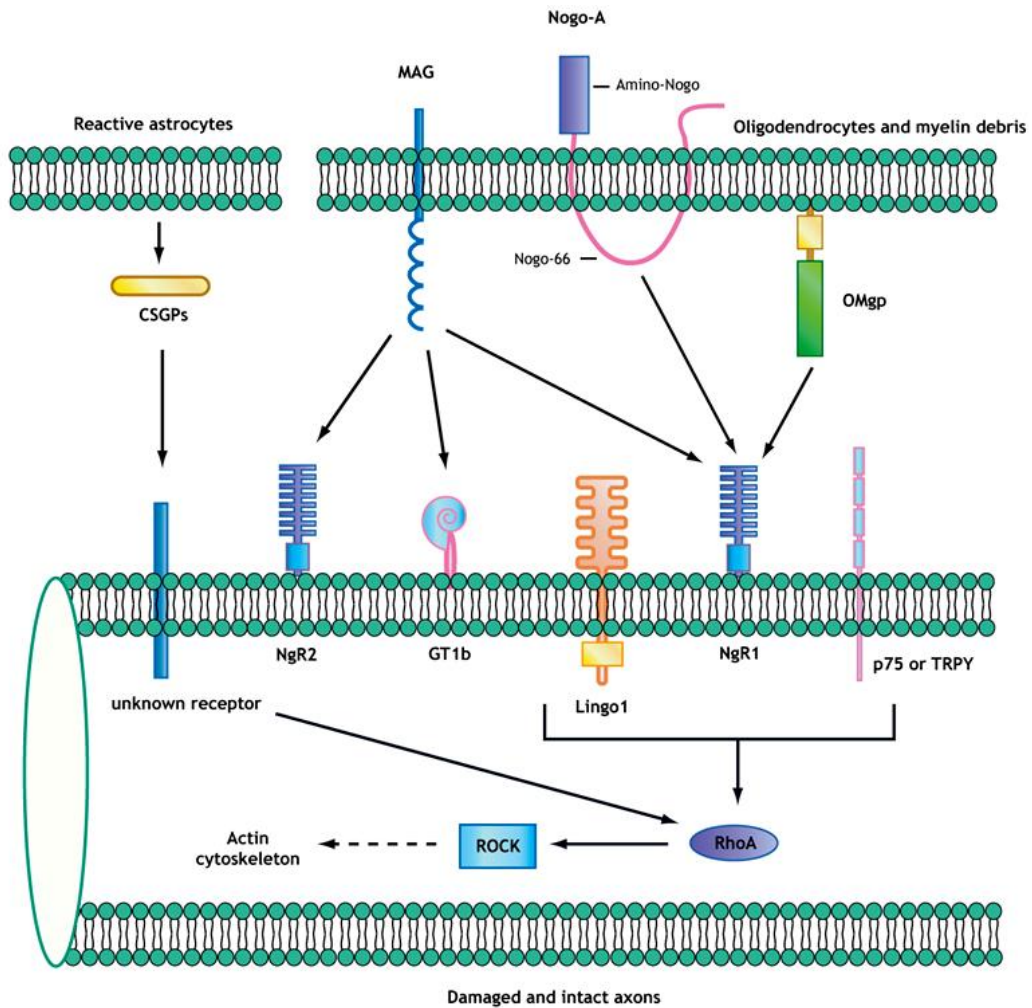 Nogo-A
MAG
Amino-Nogo
Reactive astrocytes
Oligodendrocytes and myelin debris
Nogo-66
CSGPs
OMgp
NgR2
GT1b
NgR1
p75 or TRPY
unknown receptor
Lingo1
Actin
cytoskeleton
ROCK
RhoA
Damaged and intact axons